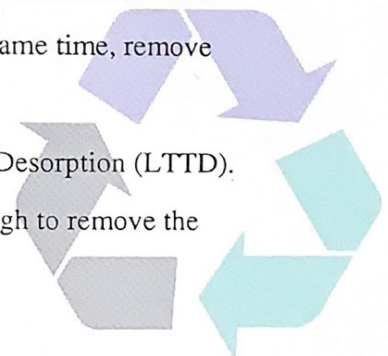 ame time, remove
Desorption (LTTD).
gh to remove the